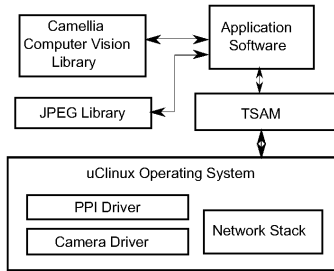 Camellia
Computer Vision
Library
Application
Software
JPEG Library
TSAM
uClinux Operating System
PPI Driver
Camera Driver
Network Stack